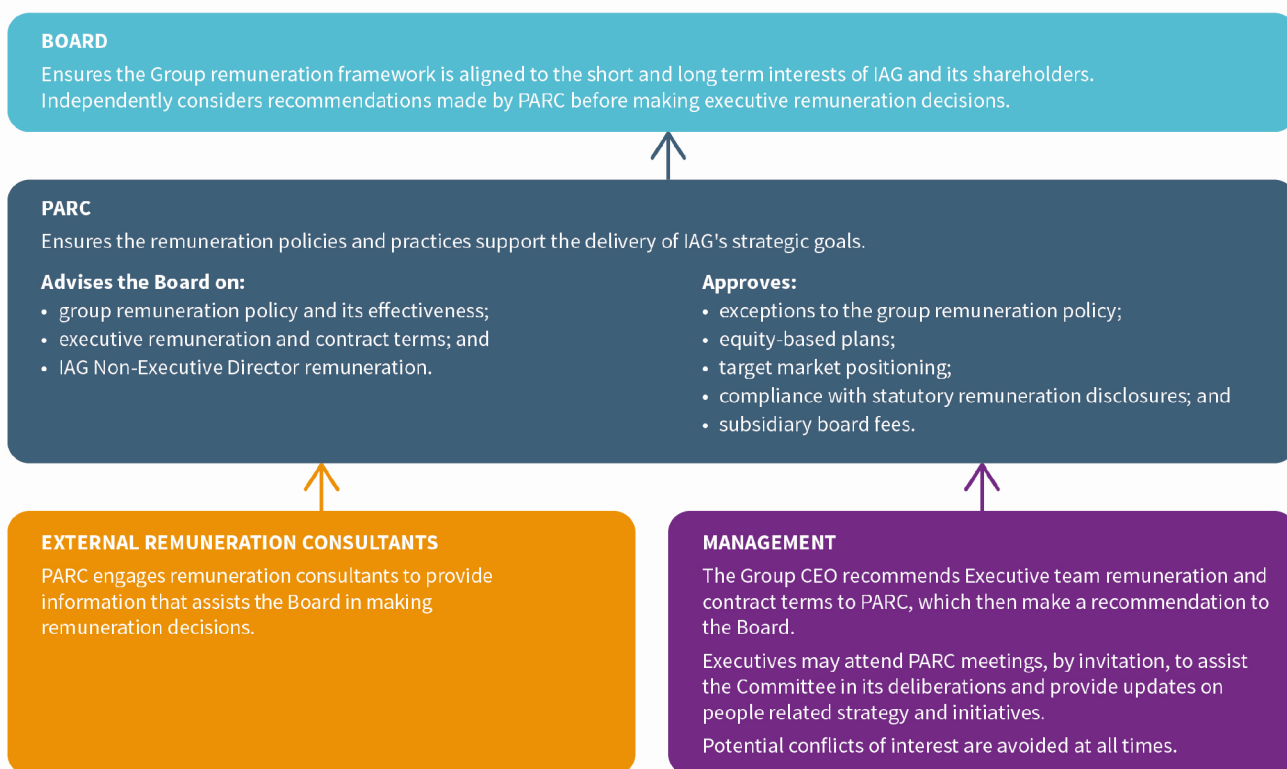 BOARD
Ensures the Group remuneration framework is aligned to the short and long term interests of IAG and its shareholders.
Independently considers recommendations made by PARC before making executive remuneration decisions.
PARC
Ensures the remuneration policies and practices support the delivery of IAG's strategic goals.
Advises the Board on:
• group remuneration policy and its effectiveness;
• executive remuneration and contract terms; and
• IAG Non-Executive Director remuneration.
Approves:
• exceptions to the group remuneration policy;
• equity-based plans;
• target market positioning;
• compliance with statutory remuneration disclosures; and
• subsidiary board fees.
EXTERNAL REMUNERATION CONSULTANTS
PARC engages remuneration consultants to provide
information that assists the Board in making
remuneration decisions.
MANAGEMENT
The Group CEO recommends Executive team remuneration and
contract terms to PARC, which then make a recommendation to
the Board.
Executives may attend PARC meetings, by invitation, to assist
the Committee in its deliberations and provide updates on
people related strategy and initiatives.
Potential conflicts of interest are avoided at all times.